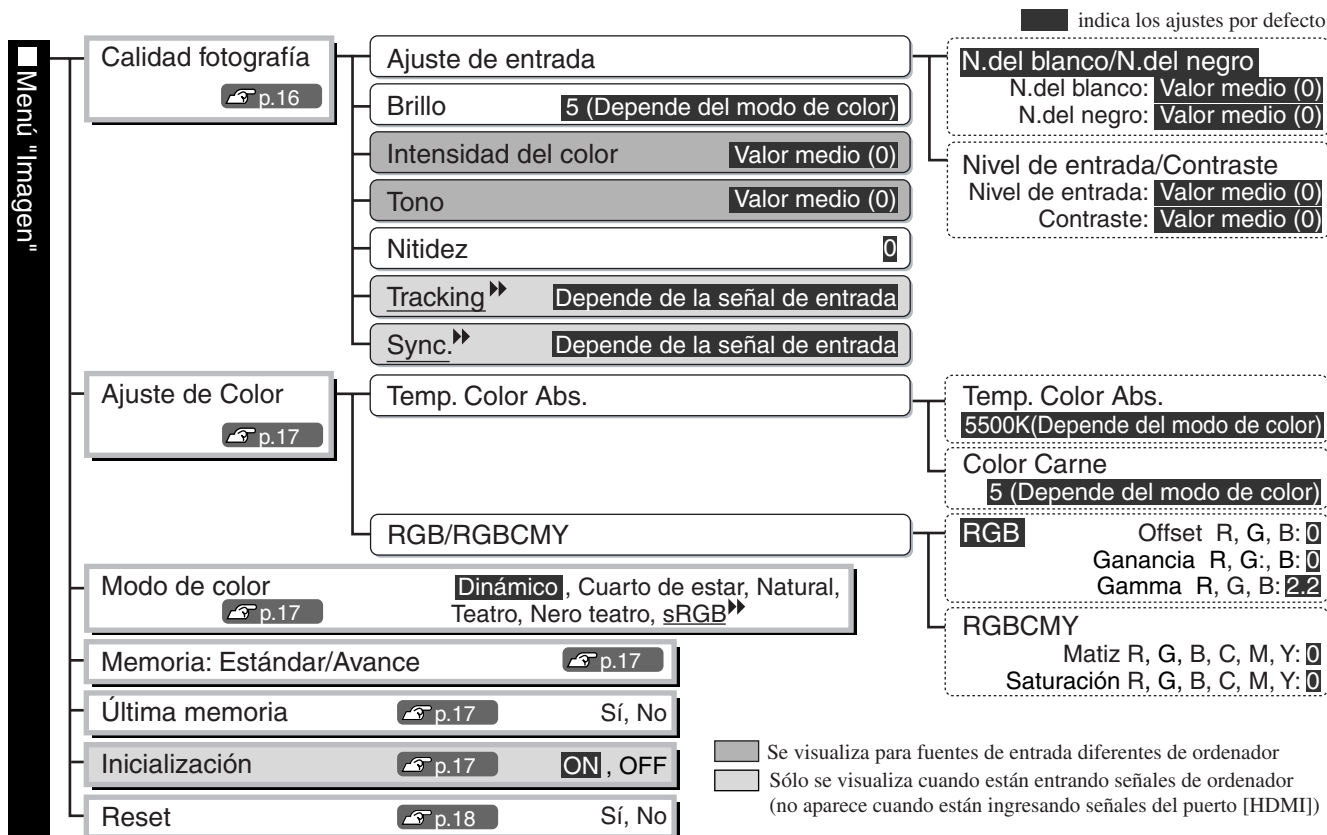 indica los ajustes por defecto
Menú "Imagen"
Calidad fotografía
p.16
Ajuste de entrada
N.del blanco/N.del negro
N.del blanco: Valor medio (0)
N.del negro: Valor medio (0)
Nivel de entrada/Contraste
Nivel de entrada: Valor medio (0)
Contraste: Valor medio (0)
Brillo 5 (Depende del modo de color)
Intensidad del color Valor medio (0)
Tono Valor medio (0)
Nitidez 0
Tracking Depende de la señal de entrada
Sync. Depende de la señal de entrada
Ajuste de Color
p.17
Temp. Color Abs.
Temp. Color Abs.
5500K(Depende del modo de color)
Color Carne
5 (Depende del modo de color)
RGB/RGBCMY
RGB Offset R, G, B: 0
Ganancia R, G:, B: 0
Gamma R, G, B: 2.2
RGBCMY
Matiz R, G, B, C, M, Y: 0
Saturación R, G, B, C, M, Y: 0
Modo de color Dinámico , Cuarto de estar, Natural,
p.17 Teatro, Nero teatro, sRGB
Memoria: Estándar/Avance p.17
Última memoria p.17 Sí, No
Inicialización p.17 ON , OFF
Reset p.18 Sí, No
Se visualiza para fuentes de entrada diferentes de ordenador
Sólo se visualiza cuando están entrando señales de ordenador
(no aparece cuando están ingresando señales del puerto [HDMI])